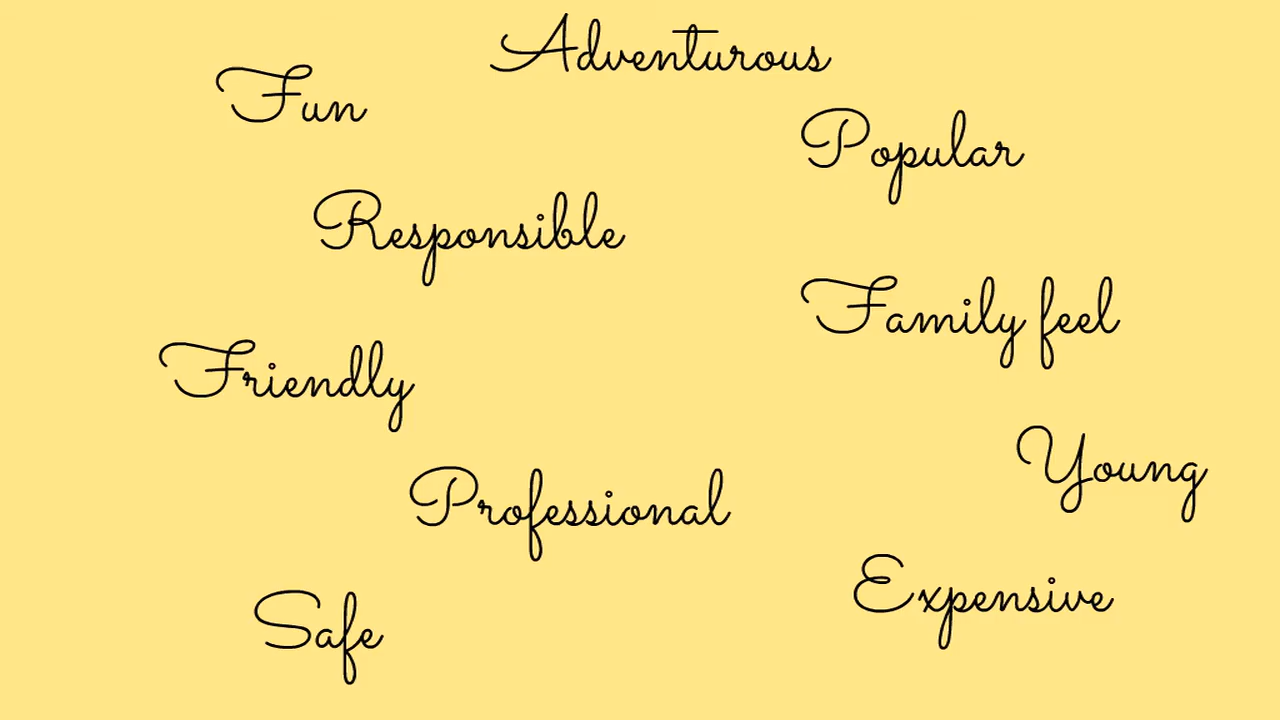 Adventurous
Fun
Popular
Responsible
Family feel
Friendly
Young
Professional
Expensive
Safe